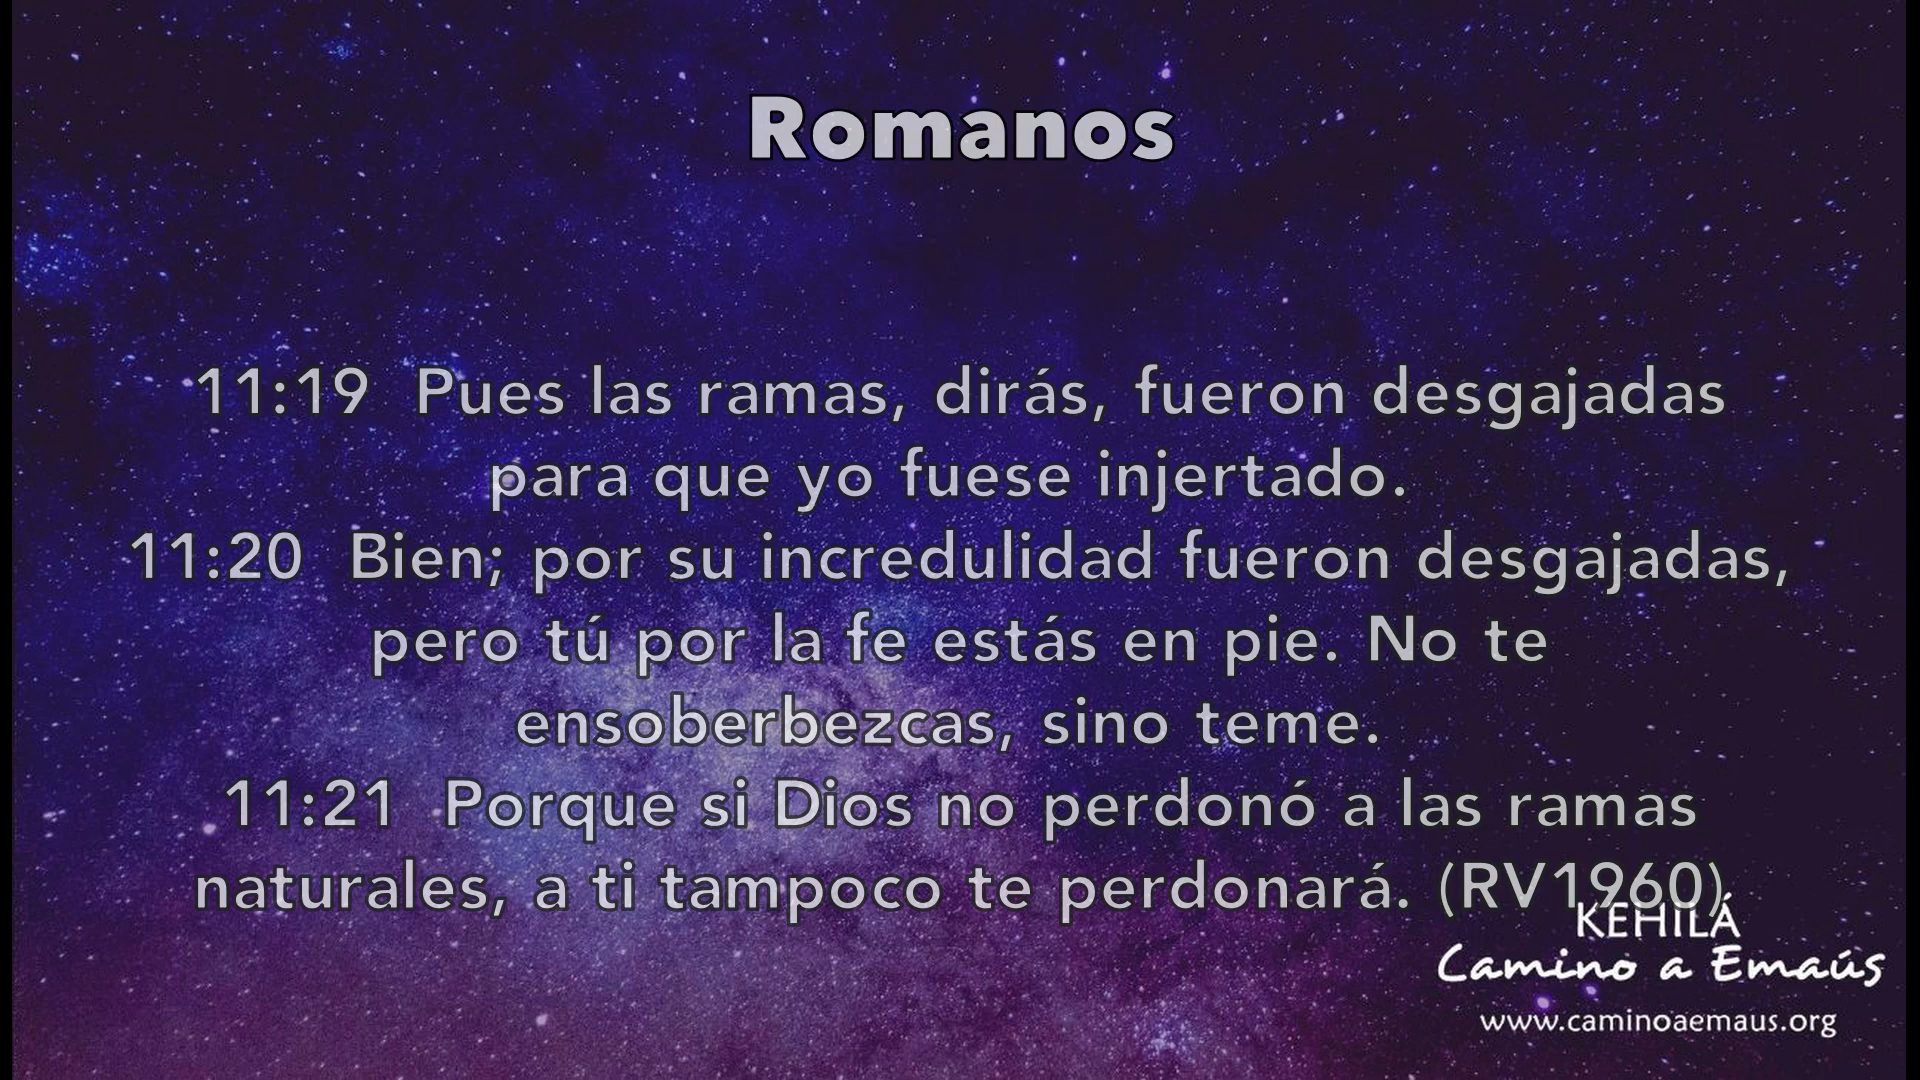 Romanos
11:19 Pues las ramas, dirás, fueron desgajadas
para que yo fuese injertado.
11:20 Bien; por su incredulidad fueron desgajadas,
pero tú por la fe estás en pie. No te
ensoberbezcas, sino teme.
11:21 Porque si Dios no perdonó a las ramas
naturales, a ti tampoco te perdonará. (RV1960)
KEHILÁ
Camino a Emaús
www.caminoaemaus.org